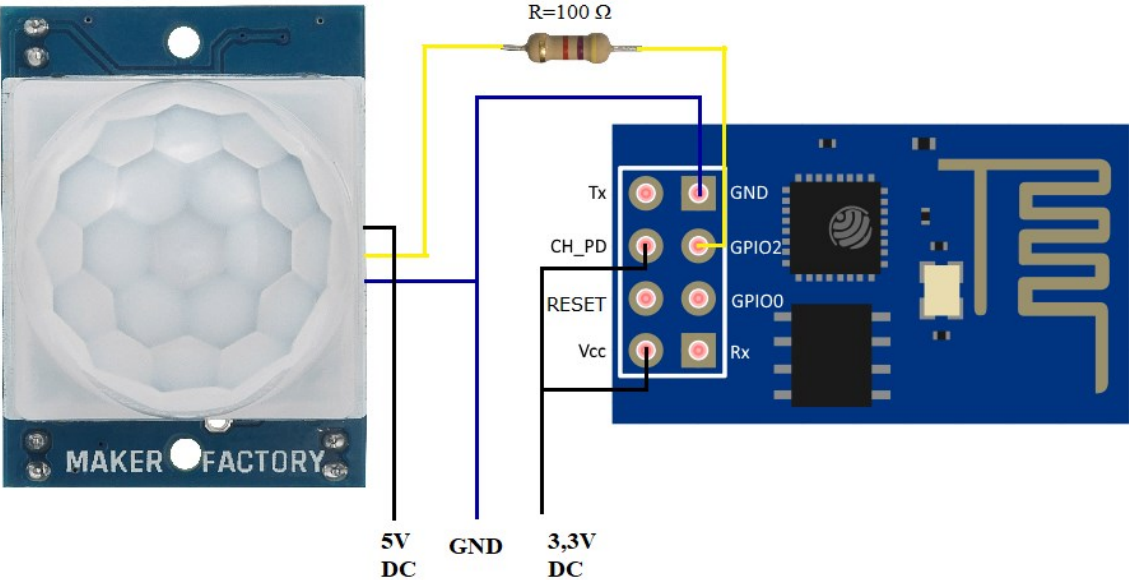 R=100 Ω
Tx
GND
CH_PD
GPIO2
RESET
GPIO0
Vcc
Rx
MAKER FACTORY
5V
DC
GND
3,3V
DC